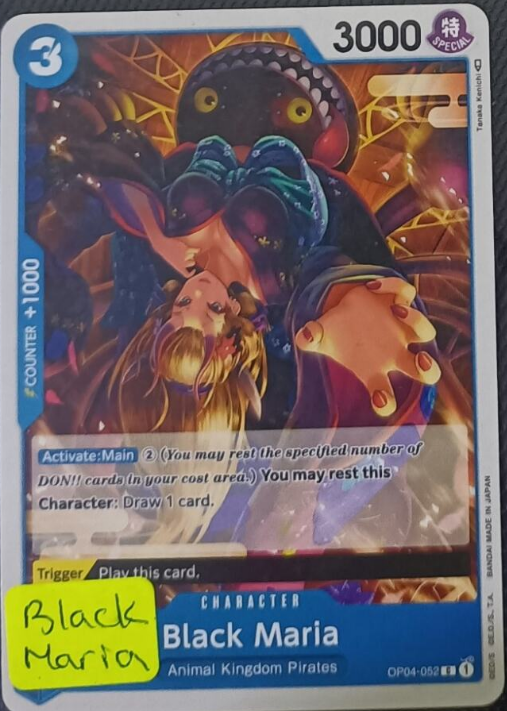 3
3000
特
SPECIAL
Tanaka Kenichi
COUNTER +1000
Activate:Main ② (You may rest the specified number of
DON!! cards in your cost area.) You may rest this
Character: Draw 1 card.
Trigger Play this card.
CHARACTER
Black Maria
Animal Kingdom Pirates
OP04-052 C 1
©E.O./S., T.A. BANDAI MADE IN JAPAN
Black
Maria